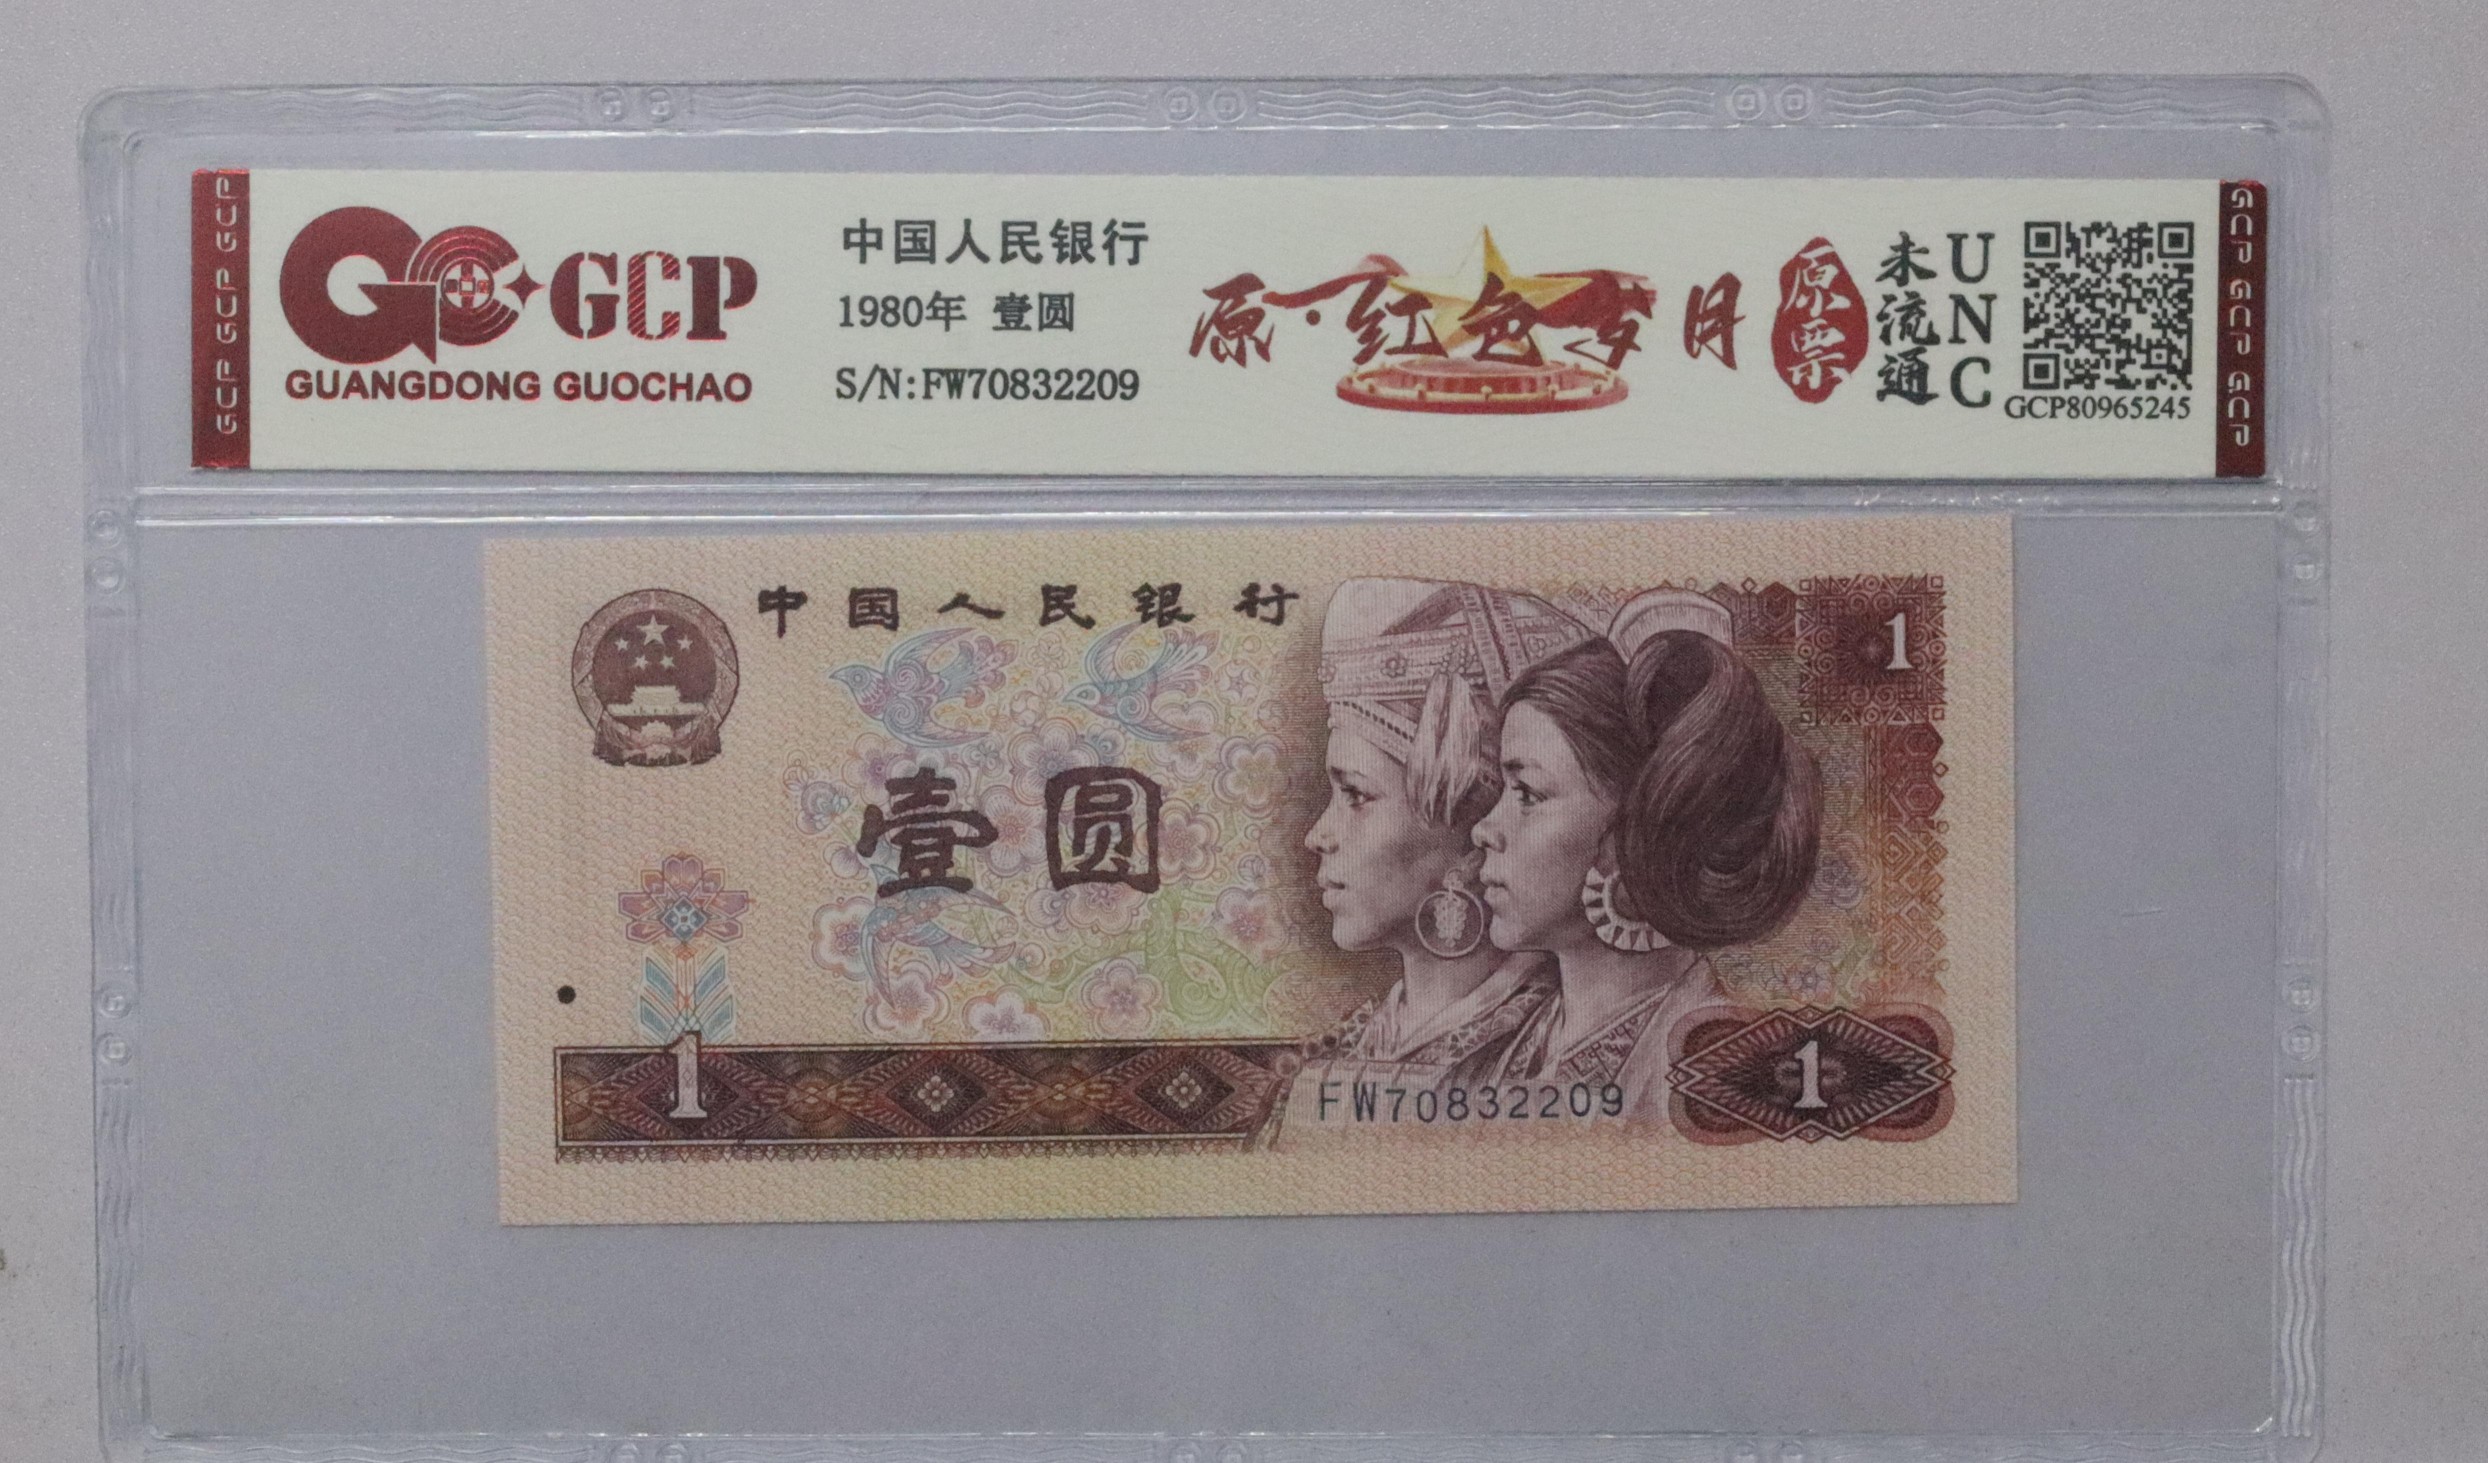 GCP GCP GCP
GCP
GUANGDONG GUOCHAO
中国人民银行
1980年 壹圆
S/N:FW70832209
原·红色岁月
原票
未流通
UNC
GCP80965245
GCP GCP GCP
中国人民银行
1
壹圆
1
FW70832209
1